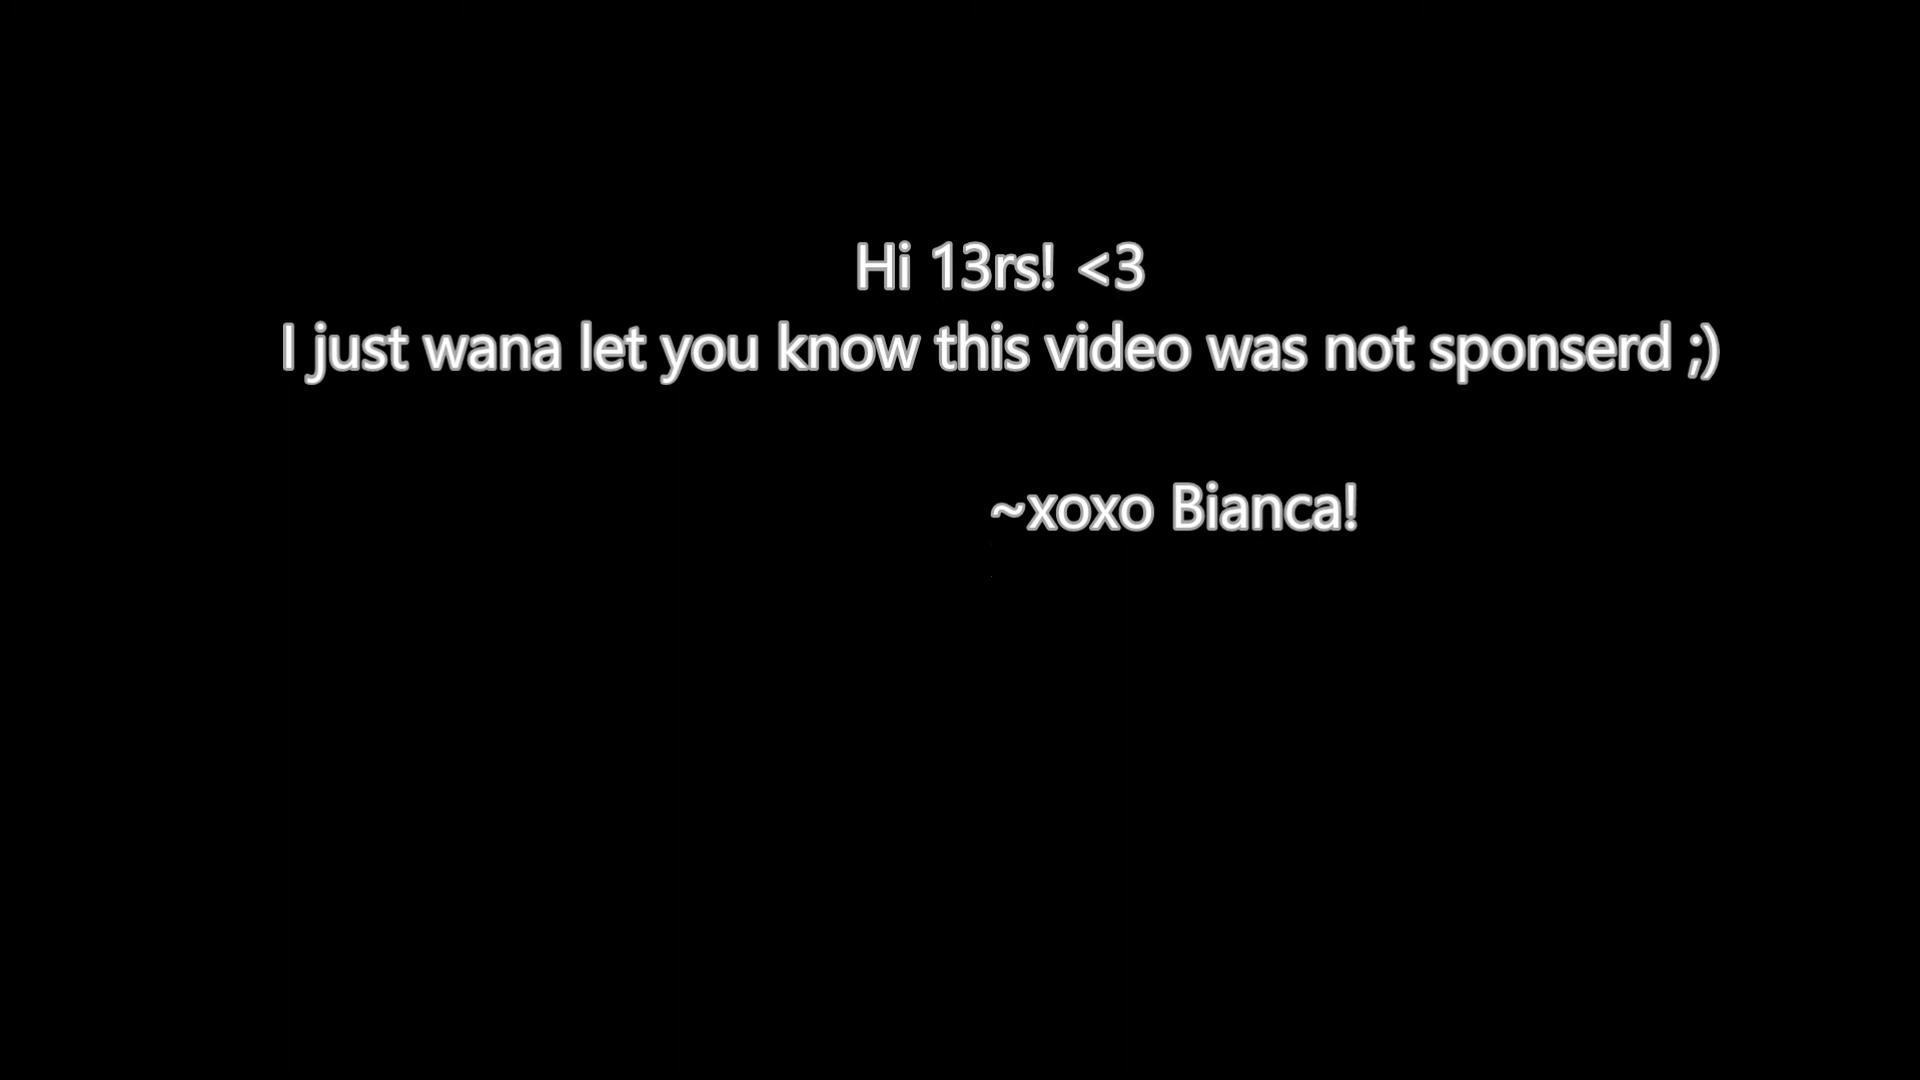 Hi 13rs! <3
I just wana let you know this video was not sponserd ;)
~xoxo Bianca!